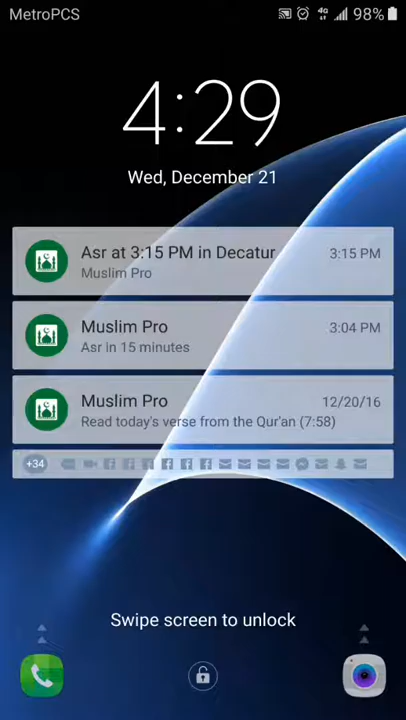 MetroPCS
4G LTE 98%
4:29
Wed, December 21
Asr at 3:15 PM in Decatur 3:15 PM
Muslim Pro
Muslim Pro 3:04 PM
Asr in 15 minutes
Muslim Pro 12/20/16
Read today's verse from the Qur'an (7:58)
+34
Swipe screen to unlock